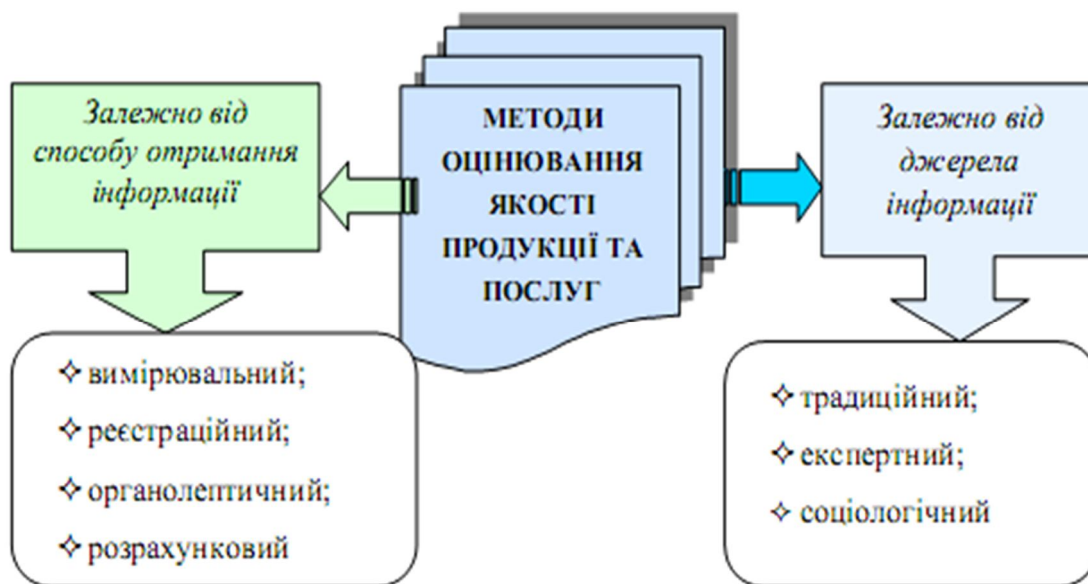 Залежно від
способу отримання
інформації
МЕТОДИ
ОЦІНЮВАННЯ
ЯКОСТІ
ПРОДУКЦІЇ ТА
ПОСЛУГ
Залежно від
джерела
інформації
вимірювальний;
реєстраційний;
органолептичний;
розрахунковий
традиційний;
експертний;
соціологічний